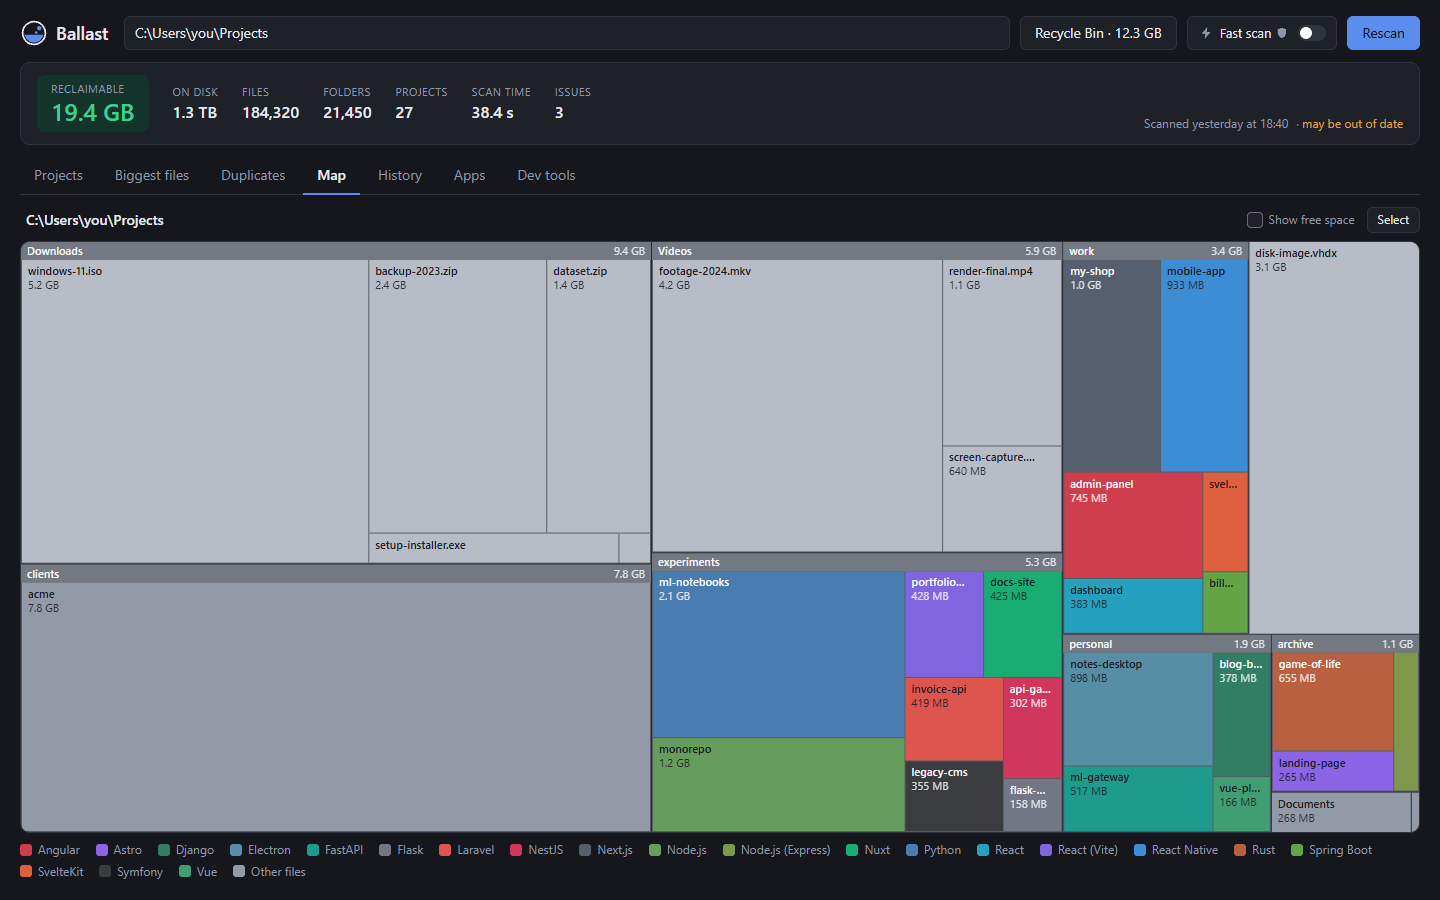 Ballast
C:\Users\you\Projects
Recycle Bin · 12.3 GB
Fast scan
Rescan
RECLAIMABLE
19.4 GB
ON DISK
1.3 TB
FILES
184,320
FOLDERS
21,450
PROJECTS
27
SCAN TIME
38.4 s
ISSUES
3
Scanned yesterday at 18:40 · may be out of date
Projects
Biggest files
Duplicates
Map
History
Apps
Dev tools
C:\Users\you\Projects
Show free space
Select
Downloads 9.4 GB
windows-11.iso
5.2 GB
backup-2023.zip
2.4 GB
dataset.zip
1.4 GB
setup-installer.exe
clients 7.8 GB
acme
7.8 GB
Videos 5.9 GB
footage-2024.mkv
4.2 GB
render-final.mp4
1.1 GB
screen-capture....
640 MB
experiments 5.3 GB
ml-notebooks
2.1 GB
monorepo
1.2 GB
portfolio...
428 MB
docs-site
425 MB
invoice-api
419 MB
api-ga...
302 MB
legacy-cms
355 MB
flask-...
158 MB
work 3.4 GB
my-shop
1.0 GB
mobile-app
933 MB
admin-panel
745 MB
svel...
dashboard
383 MB
bill...
disk-image.vhdx
3.1 GB
personal 1.9 GB
notes-desktop
898 MB
blog-b...
378 MB
ml-gateway
517 MB
vue-pl...
166 MB
archive 1.1 GB
game-of-life
655 MB
landing-page
265 MB
Documents
268 MB
Angular
Astro
Django
Electron
FastAPI
Flask
Laravel
NestJS
Next.js
Node.js
Node.js (Express)
Nuxt
Python
React
React (Vite)
React Native
Rust
Spring Boot
SvelteKit
Symfony
Vue
Other files